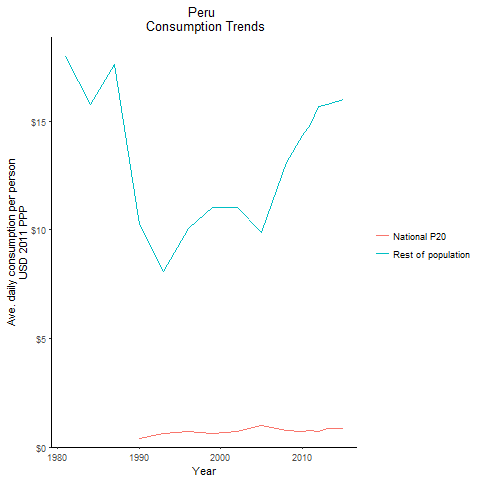 Peru
Consumption Trends
Ave. daily consumption per person
USD 2011 PPP
$15
$10
$5
$0
1980
1990
2000
2010
Year
National P20
Rest of population